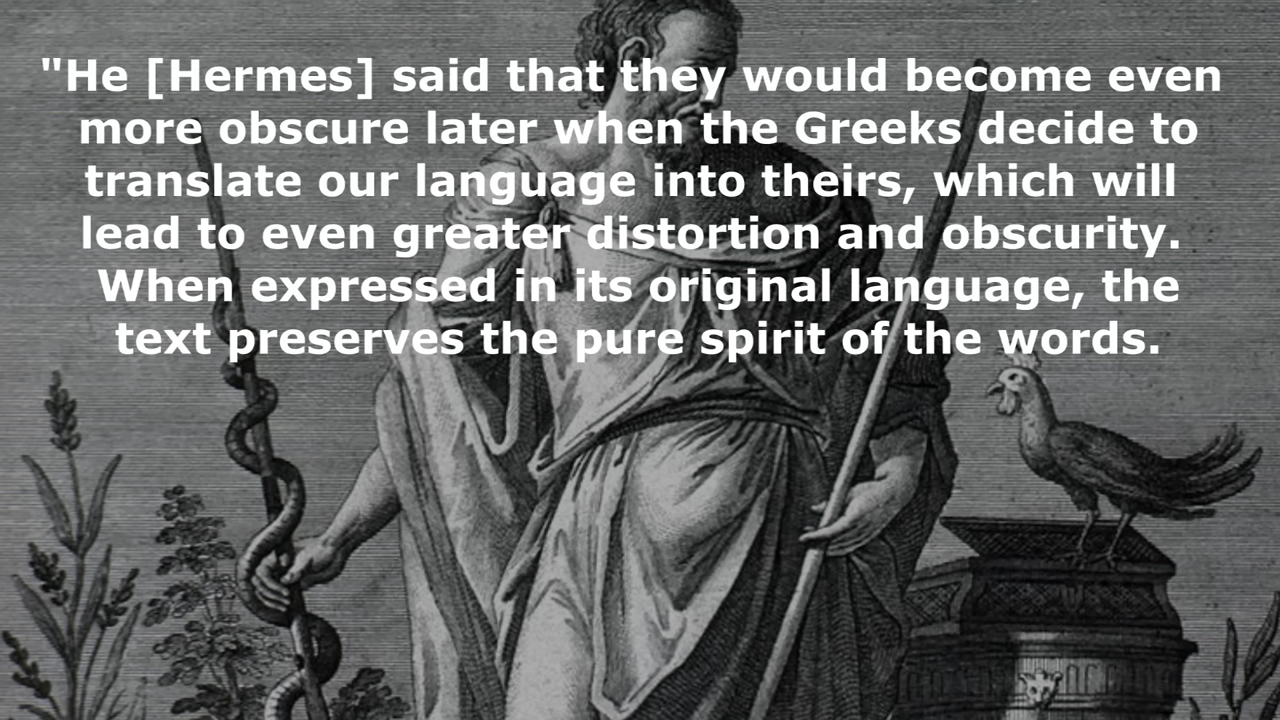 "He [Hermes] said that they would become even
more obscure later when the Greeks decide to
translate our language into theirs, which will
lead to even greater distortion and obscurity.
When expressed in its original language, the
text preserves the pure spirit of the words.